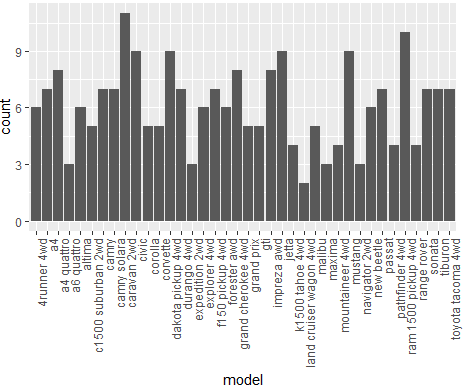 count
9
6
3
0
4runner 4wd
a4
a4 quattro
a6 quattro
altima
c1500 suburban 2wd
camry
camry solara
caravan 2wd
civic
corolla
corvette
dakota pickup 4wd
durango 4wd
expedition 2wd
explorer 4wd
f150 pickup 4wd
forester awd
grand cherokee 4wd
grand prix
gti
impreza awd
jetta
k1500 tahoe 4wd
land cruiser wagon 4wd
malibu
maxima
mountaineer 4wd
mustang
navigator 2wd
new beetle
passat
pathfinder 4wd
ram 1500 pickup 4wd
range rover
sonata
tiburon
toyota tacoma 4wd
model